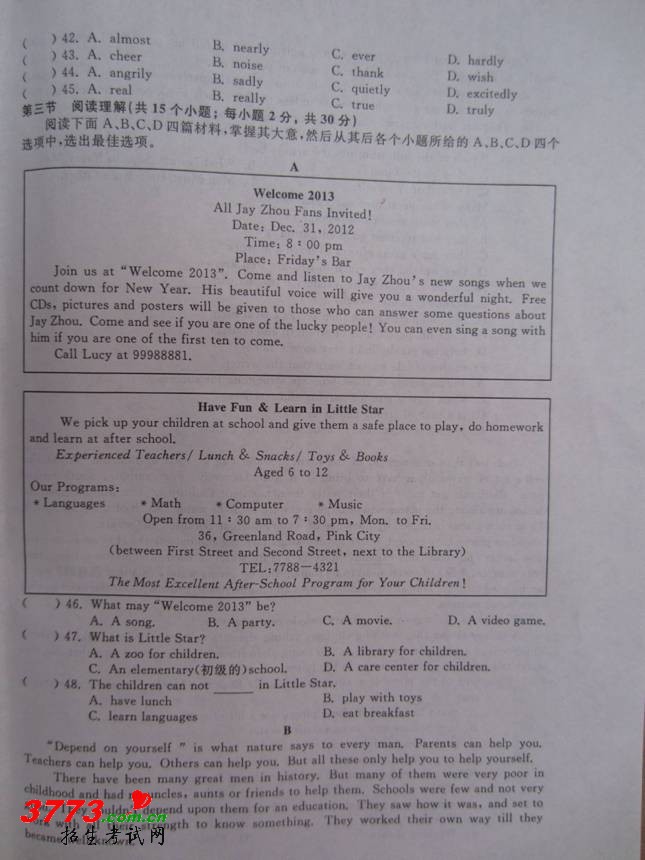 ( ) 42. A. almost B. nearly C. ever D. hardly
( ) 43. A. cheer B. noise C. thank D. wish
( ) 44. A. angrily B. sadly C. quietly D. excitedly
( ) 45. A. real B. really C. true D. truly
第三节 阅读理解(共 15 个小题;每小题 2 分,共 30 分)
阅读下面 A、B、C、D 四篇材料,掌握其大意,然后从其后各个小题所给的 A、B、C、D 四个
选项中,选出最佳选项。
A
Welcome 2013
All Jay Zhou Fans Invited!
Date: Dec. 31, 2012
Time: 8:00 pm
Place: Friday's Bar
Join us at "Welcome 2013". Come and listen to Jay Zhou's new songs when we
count down for New Year. His beautiful voice will give you a wonderful night. Free
CDs, pictures and posters will be given to those who can answer some questions about
Jay Zhou. Come and see if you are one of the lucky people! You can even sing a song with
him if you are one of the first ten to come.
Call Lucy at 99988881.
Have Fun & Learn in Little Star
We pick up your children at school and give them a safe place to play, do homework
and learn at after school.
Experienced Teachers/ Lunch & Snacks/ Toys & Books
Aged 6 to 12
Our Programs:
* Languages * Math * Computer * Music
Open from 11:30 am to 7:30 pm, Mon. to Fri.
36, Greenland Road, Pink City
(between First Street and Second Street, next to the Library)
TEL:7788—4321
The Most Excellent After-School Program for Your Children!
( ) 46. What may "Welcome 2013" be?
A. A song. B. A party. C. A movie. D. A video game.
( ) 47. What is Little Star?
A. A zoo for children. B. A library for children.
C. An elementary(初级的)school. D. A care center for children.
( ) 48. The children can not ______ in Little Star.
A. have lunch B. play with toys
C. learn languages D. eat breakfast
B
"Depend on yourself" is what nature says to every man. Parents can help you.
Teachers can help you. Others can help you. But all these only help you to help yourself.
There have been many great men in history. But many of them were very poor in
childhood and had uncles, aunts or friends to help them. Schools were few and not very
depend upon them for an education. They saw how it was, and set to
work with strength to know something. They worked their own way till they
became well known.
3773.com.cn
招生考试网